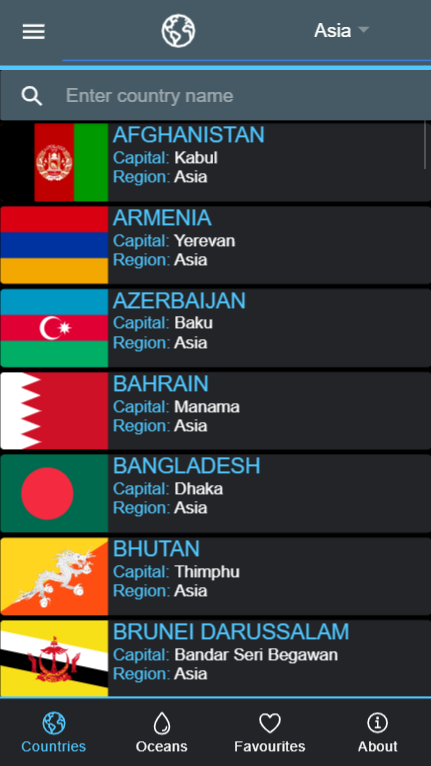 Asia
Enter country name
AFGHANISTAN
Capital: Kabul
Region: Asia
ARMENIA
Capital: Yerevan
Region: Asia
AZERBAIJAN
Capital: Baku
Region: Asia
BAHRAIN
Capital: Manama
Region: Asia
BANGLADESH
Capital: Dhaka
Region: Asia
BHUTAN
Capital: Thimphu
Region: Asia
BRUNEI DARUSSALAM
Capital: Bandar Seri Begawan
Region: Asia
Countries Oceans Favourites About